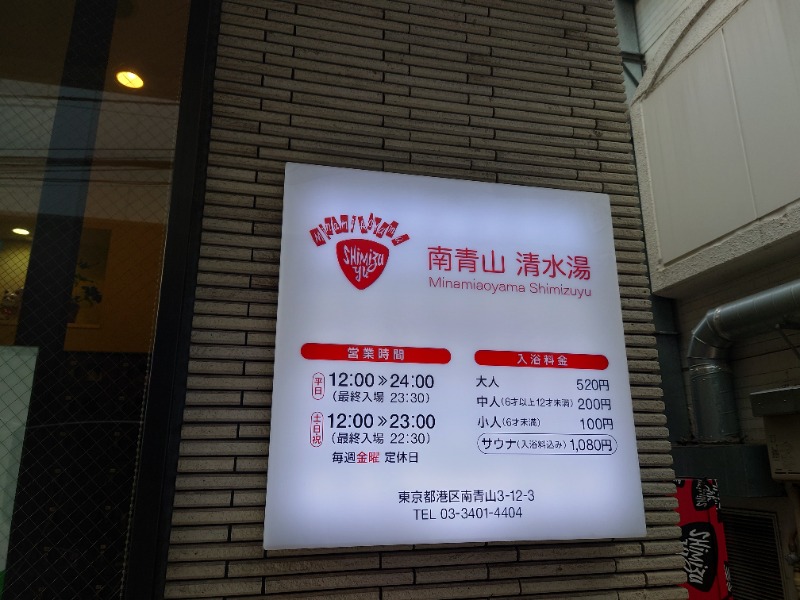 MINAMIAOYAMA
SHIMIZU
YU
南青山 清水湯
Minamiaoyama Shimizuyu
営業時間
平日 12:00 » 24:00
(最終入場 23:30)
土日祝 12:00 » 23:00
(最終入場 22:30)
毎週金曜 定休日
入浴料金
大人 520円
中人(6才以上12才未満) 200円
小人(6才未満) 100円
サウナ(入浴料込み) 1,080円
東京都港区南青山3-12-3
TEL 03-3401-4404
SHIMIZU